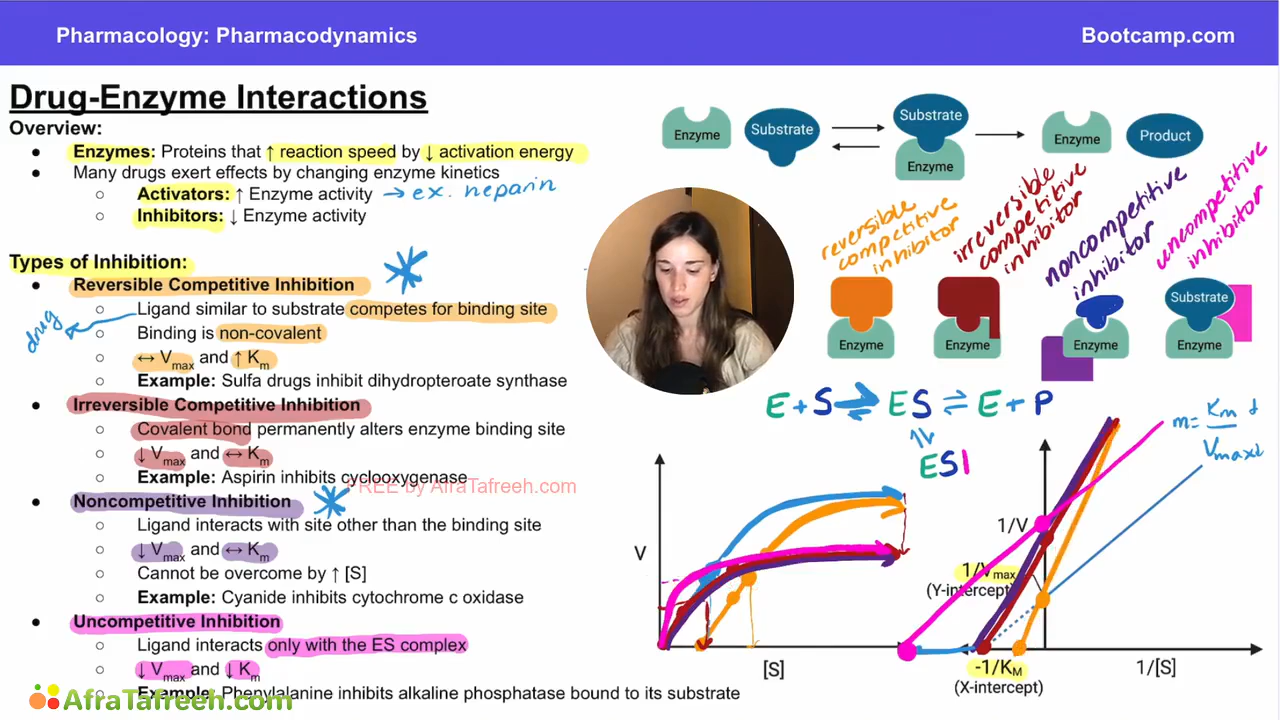 Pharmacology: Pharmacodynamics
Bootcamp.com
Drug-Enzyme Interactions
Overview:
● Enzymes: Proteins that ↑ reaction speed by ↓ activation energy
● Many drugs exert effects by changing enzyme kinetics
○ Activators: ↑ Enzyme activity → ex. heparin
○ Inhibitors: ↓ Enzyme activity
Types of Inhibition:
● Reversible Competitive Inhibition
○ Ligand similar to substrate competes for binding site
drug
○ Binding is non-covalent
○ ↔ Vmax and ↑ Km
○ Example: Sulfa drugs inhibit dihydropteroate synthase
● Irreversible Competitive Inhibition
○ Covalent bond permanently alters enzyme binding site
○ ↓ Vmax and ↔ Km
○ Example: Aspirin inhibits cyclooxygenase
FREE by AfraTafreeh.com
● Noncompetitive Inhibition
○ Ligand interacts with site other than the binding site
○ ↓ Vmax and ↔ Km
○ Cannot be overcome by ↑ [S]
○ Example: Cyanide inhibits cytochrome c oxidase
● Uncompetitive Inhibition
○ Ligand interacts only with the ES complex
○ ↓ Vmax and ↓ Km
○ Example: Phenylalanine inhibits alkaline phosphatase bound to its substrate
AfraTafreeh.com
Enzyme
Substrate
Substrate
Enzyme
Enzyme
Product
reversible
competitive
inhibitor
irreversible
competitive
inhibitor
noncompetitive
inhibitor
uncompetitive
inhibitor
Enzyme
Enzyme
Enzyme
Substrate
Enzyme
E + S ⇌ ES ⇌ E + P
⇌
ESI
m = Km ↓
Vmax ↓
V
[S]
1/V
1/Vmax
(Y-intercept)
-1/KM
(X-intercept)
1/[S]